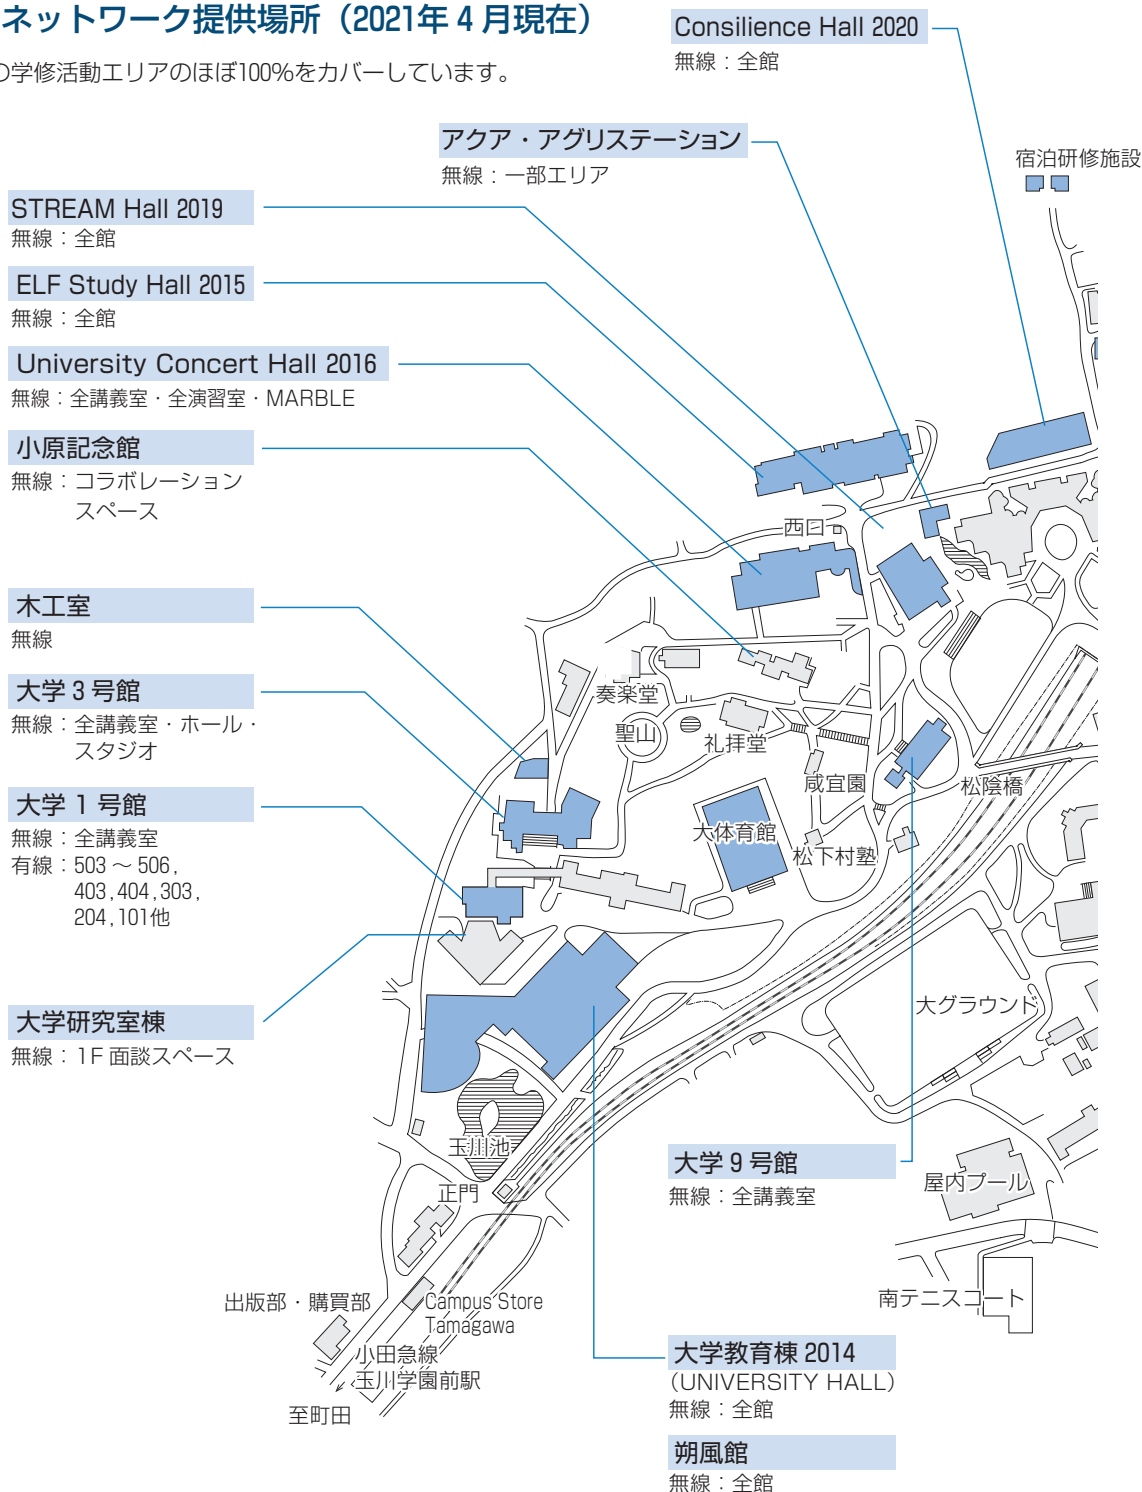 ネットワーク提供場所（2021年４月現在）
の学修活動エリアのほぼ100%をカバーしています。
Consilience Hall 2020
無線：全館
アクア・アグリステーション
無線：一部エリア
宿泊研修施設
STREAM Hall 2019
無線：全館
ELF Study Hall 2015
無線：全館
University Concert Hall 2016
無線：全講義室・全演習室・MARBLE
小原記念館
無線：コラボレーション
スペース
木工室
無線
大学３号館
無線：全講義室・ホール・
スタジオ
大学１号館
無線：全講義室
有線：503～506,
403,404,303,
204,101他
大学研究室棟
無線：1F 面談スペース
西口
奏楽堂
聖山
礼拝堂
咸宜園
松陰橋
大体育館
松下村塾
大グラウンド
玉川池
正門
大学９号館
無線：全講義室
屋内プール
南テニスコート
出版部・購買部
Campus Store
Tamagawa
小田急線
玉川学園前駅
至町田
大学教育棟 2014
（UNIVERSITY HALL）
無線：全館
朔風館
無線：全館